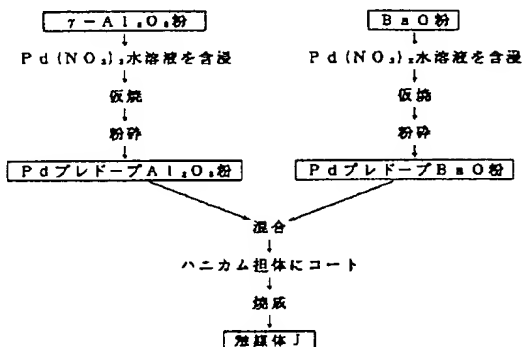 γ-Al₂O₃粉
BaO粉
Pd(NO₃)₂水溶液を含浸
Pd(NO₃)₂水溶液を含浸
仮焼
仮焼
粉砕
粉砕
PdプレドープAl₂O₃粉
PdプレドープBaO粉
混合
ハニカム担体にコート
焼成
触媒体J